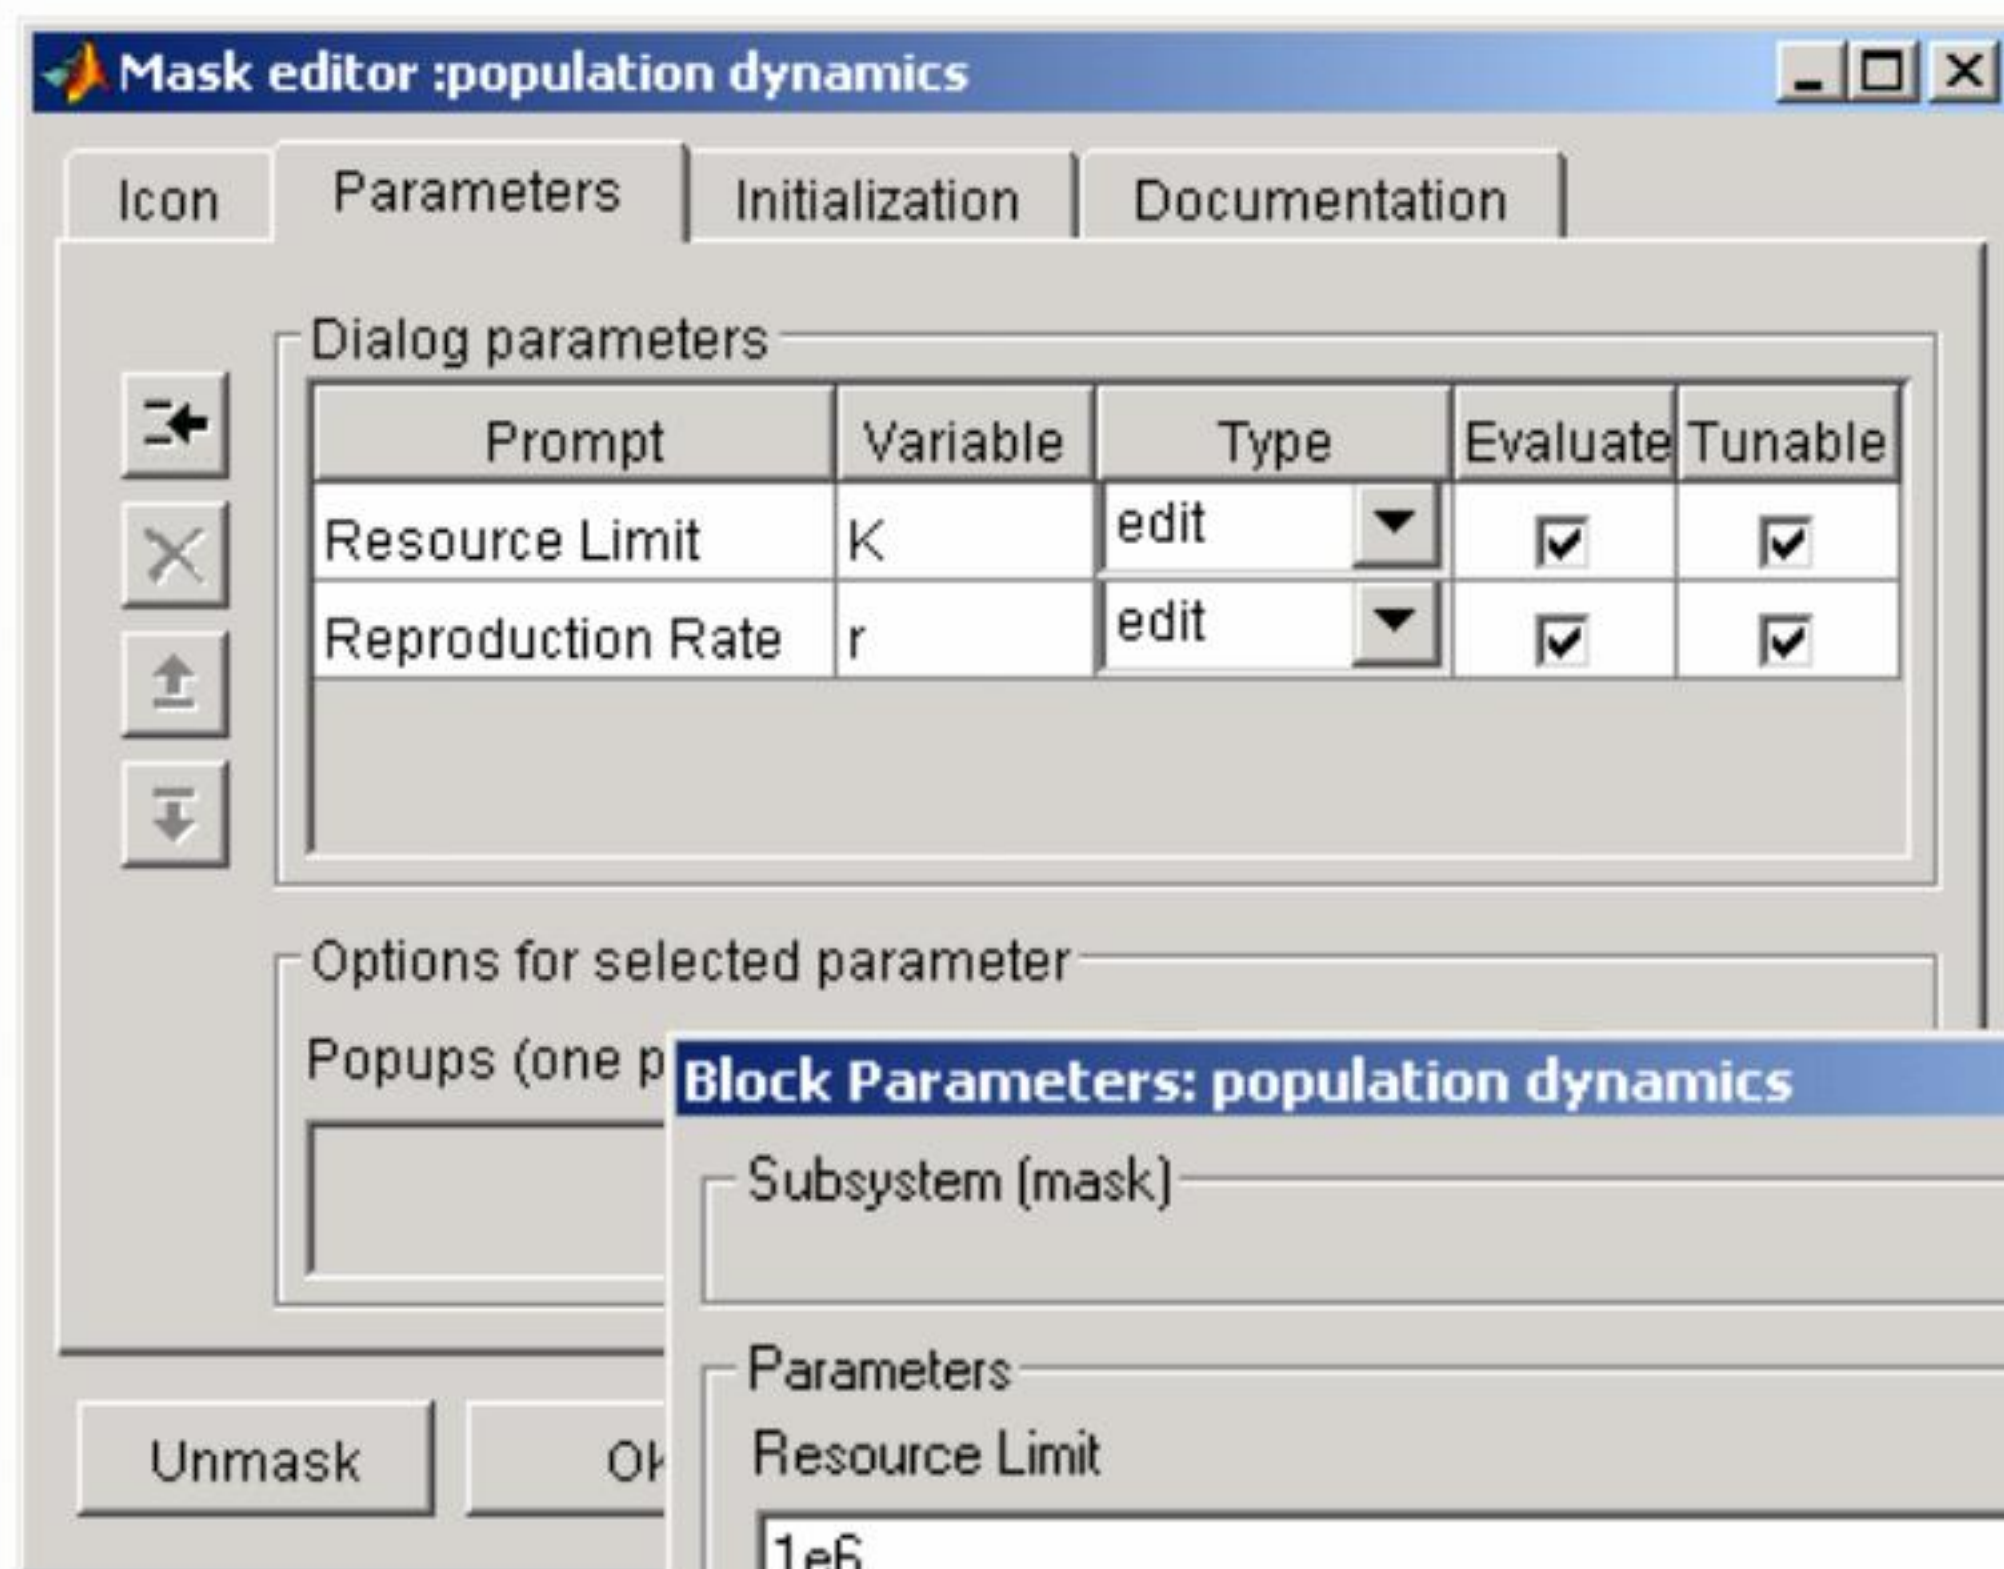 Mask editor :population dynamics
Icon Parameters Initialization Documentation
Dialog parameters
Prompt Variable Type Evaluate Tunable
Resource Limit K edit
Reproduction Rate r edit
Options for selected parameter
Popups (one p
Block Parameters: population dynamics
Subsystem (mask)
Parameters
Unmask OK
Resource Limit
1e6